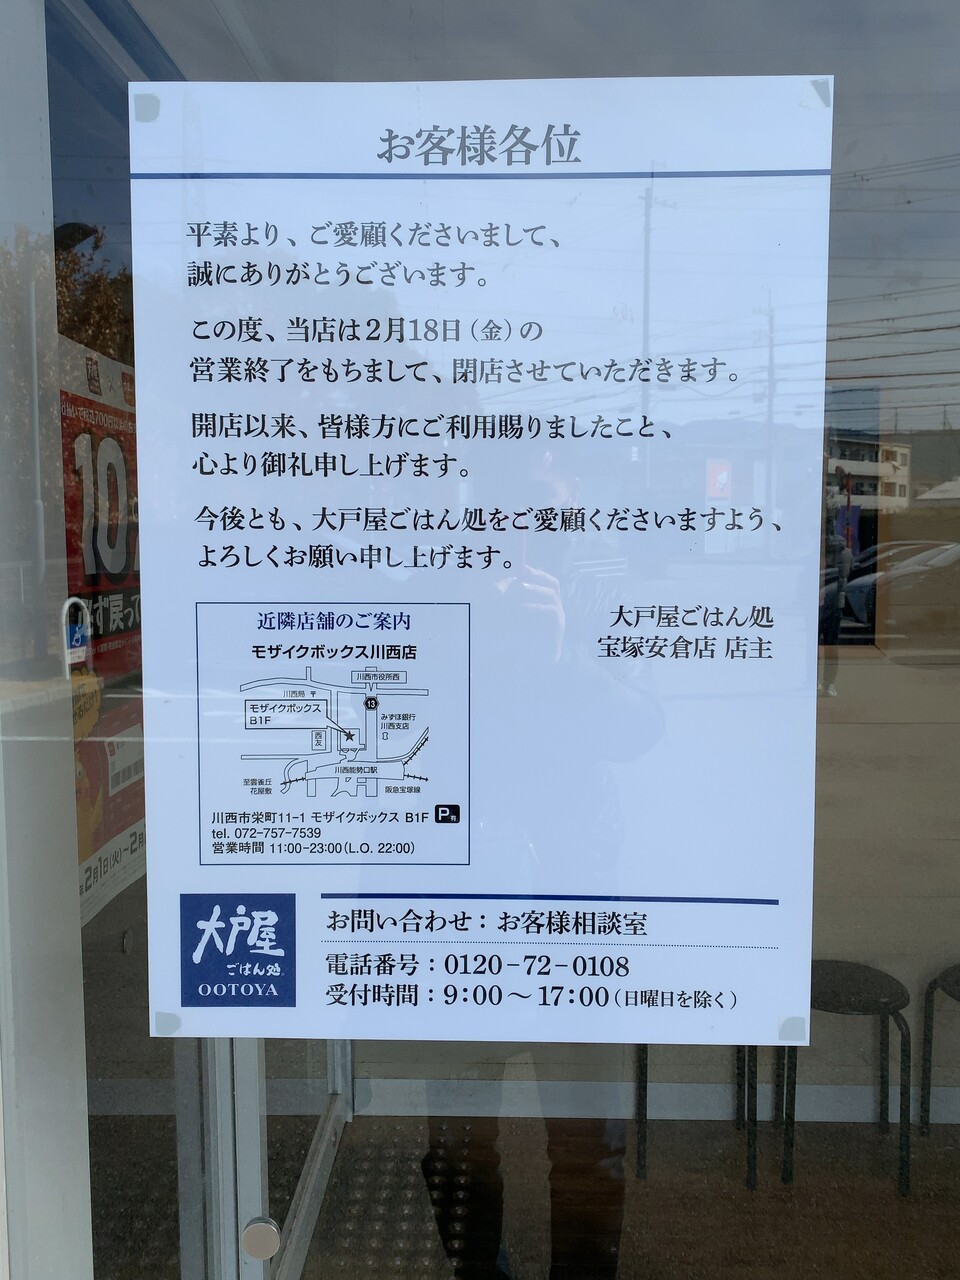 お客様各位
平素より、ご愛顧くださいまして、
誠にありがとうございます。
この度、当店は2月18日（金）の
営業終了をもちまして、閉店させていただきます。
開店以来、皆様方にご利用賜りましたこと、
心より御礼申し上げます。
今後とも、大戸屋ごはん処をご愛顧くださいますよう、
よろしくお願い申し上げます。
大戸屋ごはん処
宝塚安倉店 店主
近隣店舗のご案内
モザイクボックス川西店
川西市役所西
川西局 〒
13
モザイクボックス
B1F
みずほ銀行
川西支店
西友
川西能勢口駅
至雲雀丘
花屋敷
阪急宝塚線
川西市栄町11-1 モザイクボックス B1F P有
tel. 072-757-7539
営業時間 11:00-23:00(L.O. 22:00)
大戸屋
ごはん処
OOTOYA
お問い合わせ：お客様相談室
電話番号：0120-72-0108
受付時間：9:00～17:00（日曜日を除く）
10
必ず戻って
2月1日(火)～2月